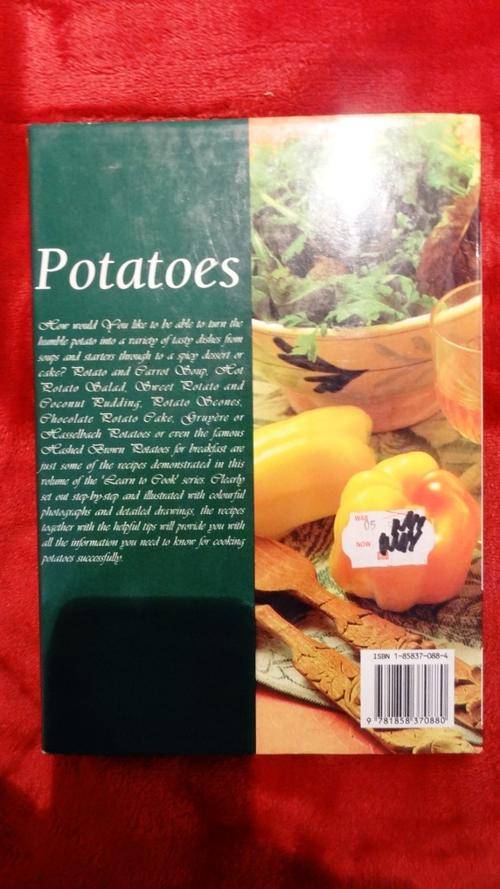 Potatoes
How would You like to be able to turn the
humble potato into a variety of tasty dishes from
soups and starters through to a spicy dessert or
cake? Potato and Carrot Soup, Hot
Potato Salad, Sweet Potato and
Coconut Pudding, Potato Scones,
Chocolate Potato Cake, Gruyère or
Hasselbach Potatoes or even the famous
Hashed Brown Potatoes for breakfast are
just some of the recipes demonstrated in this
volume of the 'Learn to Cook' series. Clearly
set out step-by-step and illustrated with colourful
photographs and detailed drawings, the recipes
together with the helpful tips will provide you with
all the information you need to know for cooking
potatoes successfully.
WAS
05
NOW
ISBN 1-85837-088-4
9 781858 370880